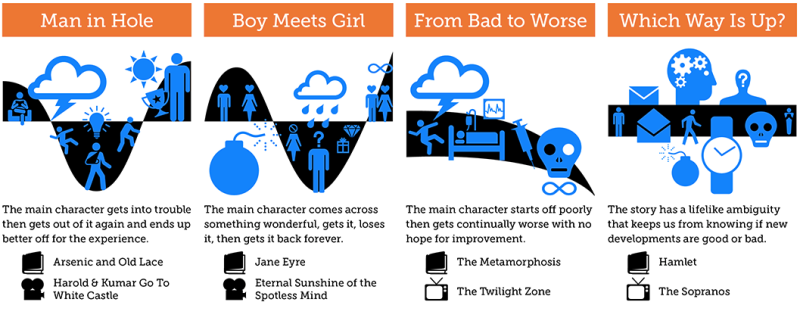 Man in Hole
The main character gets into trouble
then gets out of it again and ends up
better off for the experience.
Arsenic and Old Lace
Harold & Kumar Go To
White Castle
Boy Meets Girl
?
The main character comes across
something wonderful, gets it, loses
it, then gets it back forever.
Jane Eyre
Eternal Sunshine of the
Spotless Mind
From Bad to Worse
The main character starts off poorly
then gets continually worse with no
hope for improvement.
The Metamorphosis
The Twilight Zone
Which Way Is Up?
?
The story has a lifelike ambiguity
that keeps us from knowing if new
developments are good or bad.
Hamlet
The Sopranos